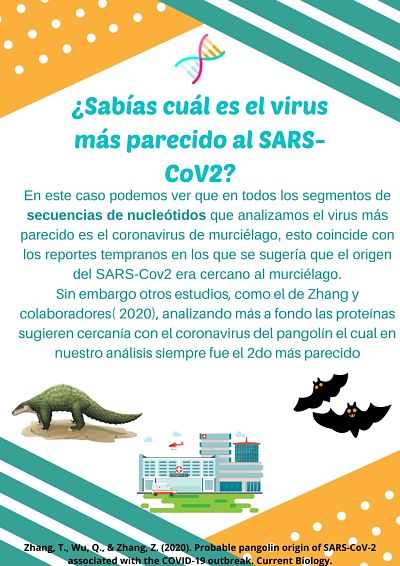 ¿Sabías cuál es el virus
más parecido al SARS-
CoV2?
En este caso podemos ver que en todos los segmentos de
secuencias de nucleótidos que analizamos el virus más
parecido es el coronavirus de murciélago, esto coincide con
los reportes tempranos en los que se sugería que el origen
del SARS-Cov2 era cercano al murciélago.
Sin embargo otros estudios, como el de Zhang y
colaboradores( 2020), analizando más a fondo las proteínas
sugieren cercanía con el coronavirus del pangolín el cual en
nuestro análisis siempre fue el 2do más parecido
Zhang, T., Wu, Q., & Zhang, Z. (2020). Probable pangolin origin of SARS-CoV-2
associated with the COVID-19 outbreak. Current Biology.